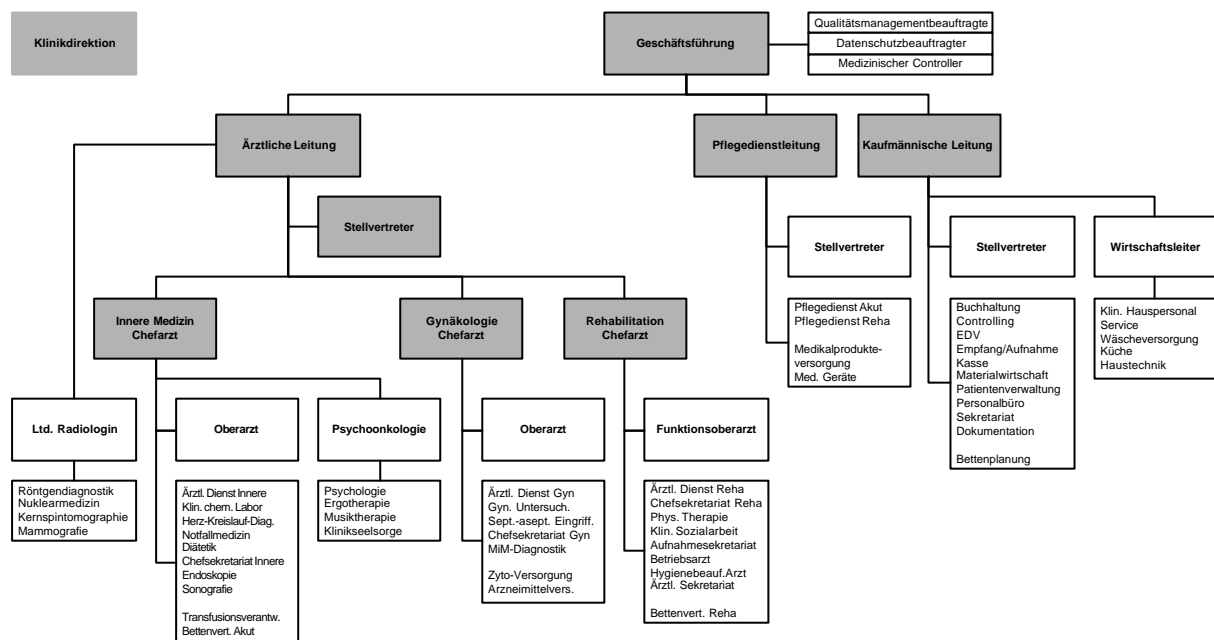 Klinikdirektion
Geschäftsführung
Qualitätsmanagementbeauftragte
Datenschutzbeauftragter
Medizinischer Controller
Ärztliche Leitung
Pflegedienstleitung
Kaufmännische Leitung
Stellvertreter
Stellvertreter
Stellvertreter
Wirtschaftsleiter
Innere Medizin
Chefarzt
Gynäkologie
Chefarzt
Rehabilitation
Chefarzt
Pflegedienst Akut
Pflegedienst Reha
Medikalprodukte-
versorgung
Med. Geräte
Buchhaltung
Controlling
EDV
Empfang/Aufnahme
Kasse
Materialwirtschaft
Patientenverwaltung
Personalbüro
Sekretariat
Dokumentation
Bettenplanung
Klin. Hauspersonal
Service
Wäscheversorgung
Küche
Haustechnik
Ltd. Radiologin
Oberarzt
Psychoonkologie
Oberarzt
Funktionsoberarzt
Röntgendiagnostik
Nuklearmedizin
Kernspintomographie
Mammografie
Ärztl. Dienst Innere
Klin. chem. Labor
Herz-Kreislauf-Diag.
Notfallmedizin
Diätetik
Chefsekretariat Innere
Endoskopie
Sonografie
Transfusionsverantw.
Bettenvert. Akut
Psychologie
Ergotherapie
Musiktherapie
Klinikseelsorge
Ärztl. Dienst Gyn
Gyn. Untersuch.
Sept.-asept. Eingriff.
Chefsekretariat Gyn
MiM-Diagnostik
Zyto-Versorgung
Arzneimittelvers.
Ärztl. Dienst Reha
Chefsekretariat Reha
Phys. Therapie
Klin. Sozialarbeit
Aufnahmesekretariat
Betriebsarzt
Hygienebeauf.Arzt
Ärztl. Sekretariat
Bettenvert. Reha